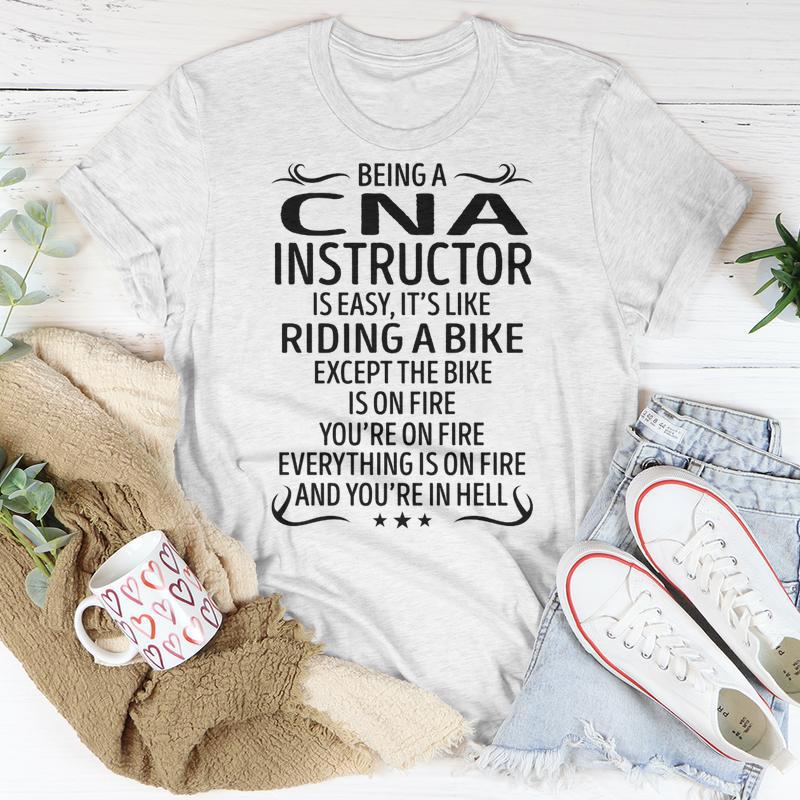 BEING A
CNA
INSTRUCTOR
IS EASY, IT'S LIKE
RIDING A BIKE
EXCEPT THE BIKE
IS ON FIRE
YOU'RE ON FIRE
EVERYTHING IS ON FIRE
AND YOU'RE IN HELL